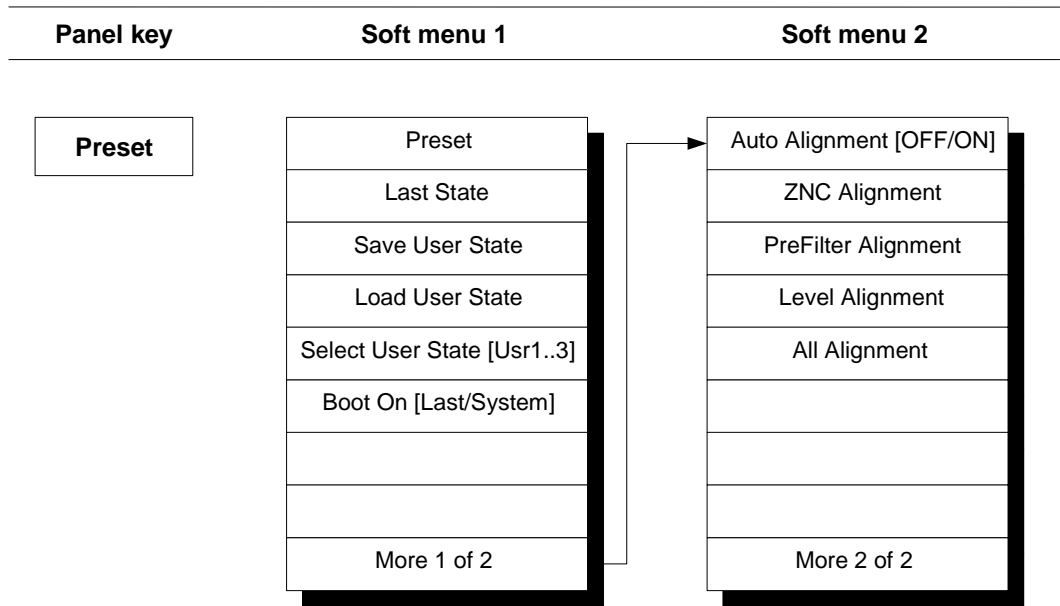 Panel key
Soft menu 1
Soft menu 2
Preset
Preset
Last State
Save User State
Load User State
Select User State [Usr1..3]
Boot On [Last/System]
More 1 of 2
Auto Alignment [OFF/ON]
ZNC Alignment
PreFilter Alignment
Level Alignment
All Alignment
More 2 of 2